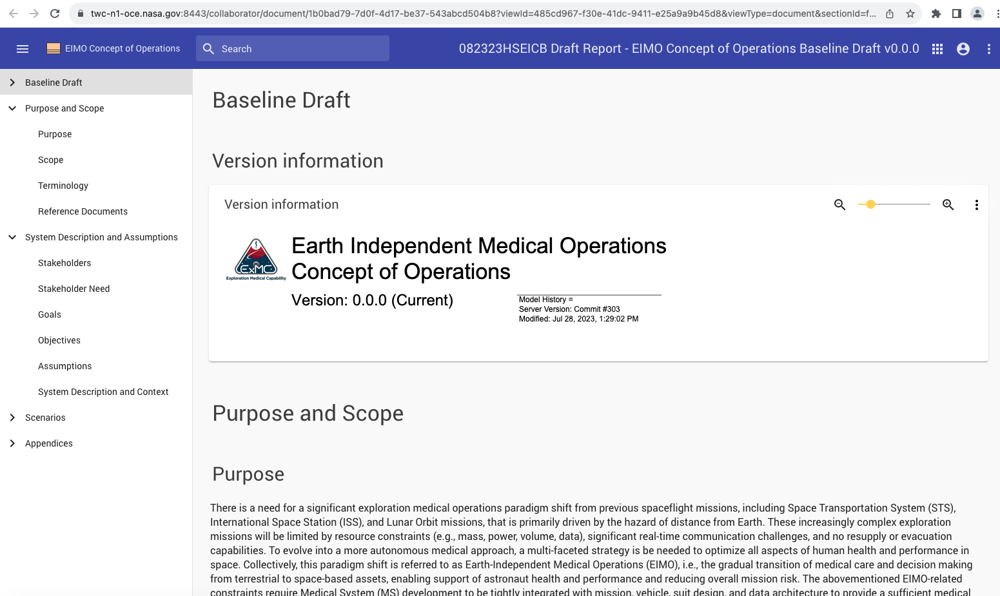 twc-n1-oce.nasa.gov:8443/collaborator/document/1b0bad79-7d0f-4d17-be37-543abcd504b8?viewId=485cd967-f30e-41dc-9411-e25a9a9b45d8&viewType=document&sectionId=f...
EIMO Concept of Operations
Search
082323HSEICB Draft Report - EIMO Concept of Operations Baseline Draft v0.0.0
Baseline Draft
Purpose and Scope
Purpose
Scope
Terminology
Reference Documents
System Description and Assumptions
Stakeholders
Stakeholder Need
Goals
Objectives
Assumptions
System Description and Context
Scenarios
Appendices
Baseline Draft
Version information
Version information
ExMC
Exploration Medical Capability
Earth Independent Medical Operations
Concept of Operations
Version: 0.0.0 (Current)
Model History =
Server Version: Commit #303
Modified: Jul 28, 2023, 1:29:02 PM
Purpose and Scope
Purpose
There is a need for a significant exploration medical operations paradigm shift from previous spaceflight missions, including Space Transportation System (STS),
International Space Station (ISS), and Lunar Orbit missions, that is primarily driven by the hazard of distance from Earth. These increasingly complex exploration
missions will be limited by resource constraints (e.g., mass, power, volume, data), significant real-time communication challenges, and no resupply or evacuation
capabilities. To evolve into a more autonomous medical approach, a multi-faceted strategy is be needed to optimize all aspects of human health and performance in
space. Collectively, this paradigm shift is referred to as Earth-Independent Medical Operations (EIMO), i.e., the gradual transition of medical care and decision making
from terrestrial to space-based assets, enabling support of astronaut health and performance and reducing overall mission risk. The abovementioned EIMO-related
constraints require Medical System (MS) development to be tightly integrated with mission, vehicle, suit design, and data architecture to provide a sufficient medical